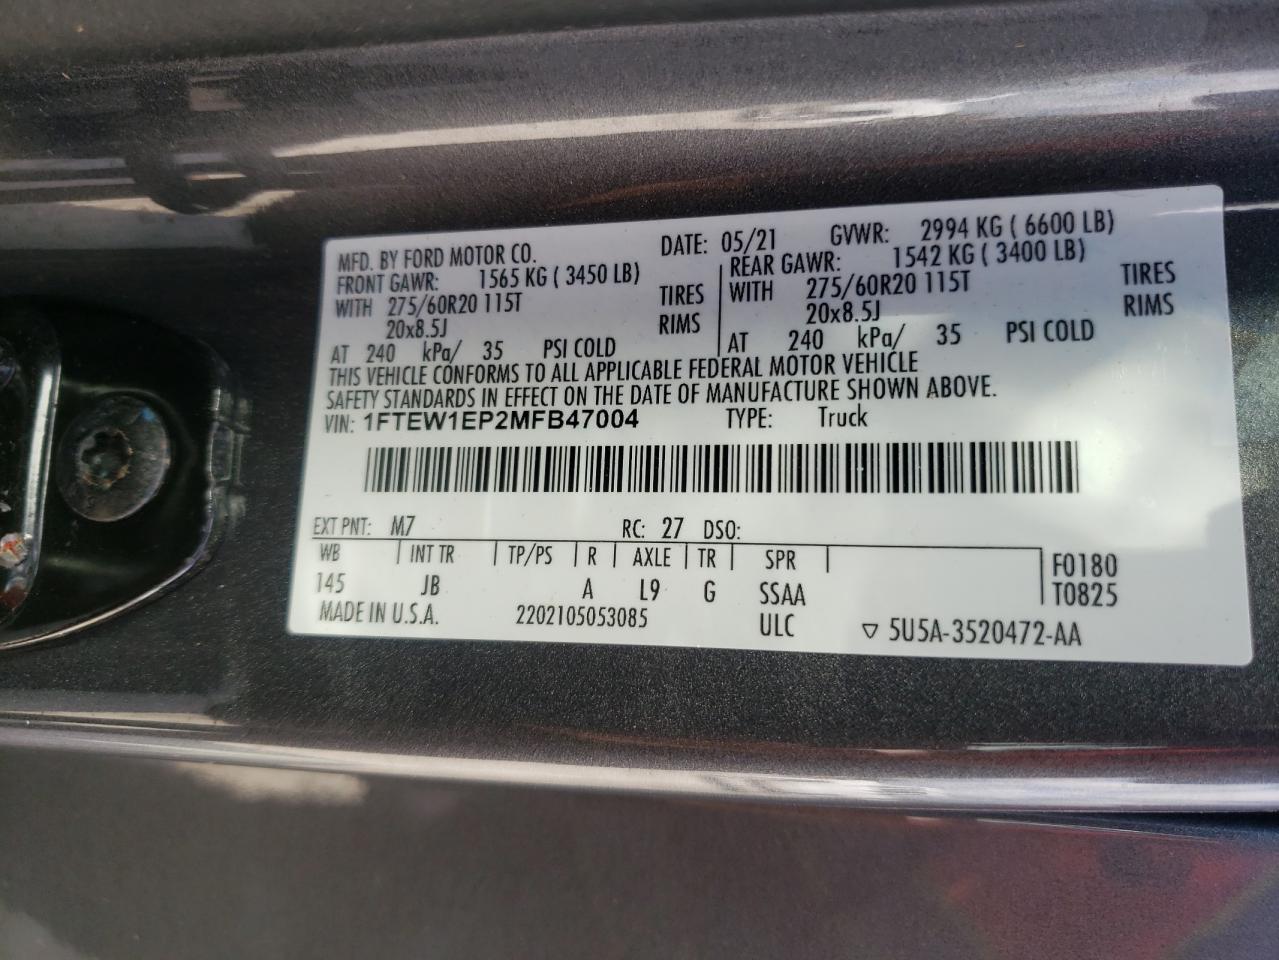 MFD. BY FORD MOTOR CO. DATE: 05/21 GVWR: 2994 KG ( 6600 LB)
FRONT GAWR: 1565 KG ( 3450 LB) REAR GAWR: 1542 KG ( 3400 LB)
WITH 275/60R20 115T TIRES WITH 275/60R20 115T TIRES
20x8.5J RIMS 20x8.5J RIMS
AT 240 kPa/ 35 PSI COLD AT 240 kPa/ 35 PSI COLD
THIS VEHICLE CONFORMS TO ALL APPLICABLE FEDERAL MOTOR VEHICLE
SAFETY STANDARDS IN EFFECT ON THE DATE OF MANUFACTURE SHOWN ABOVE.
VIN: 1FTEW1EP2MFB47004 TYPE: Truck
EXT PNT: M7 RC: 27 DSO:
WB INT TR TP/PS R AXLE TR SPR F0180
145 JB A L9 G SSAA T0825
MADE IN U.S.A. 2202105053085 ULC ▽ 5U5A-3520472-AA